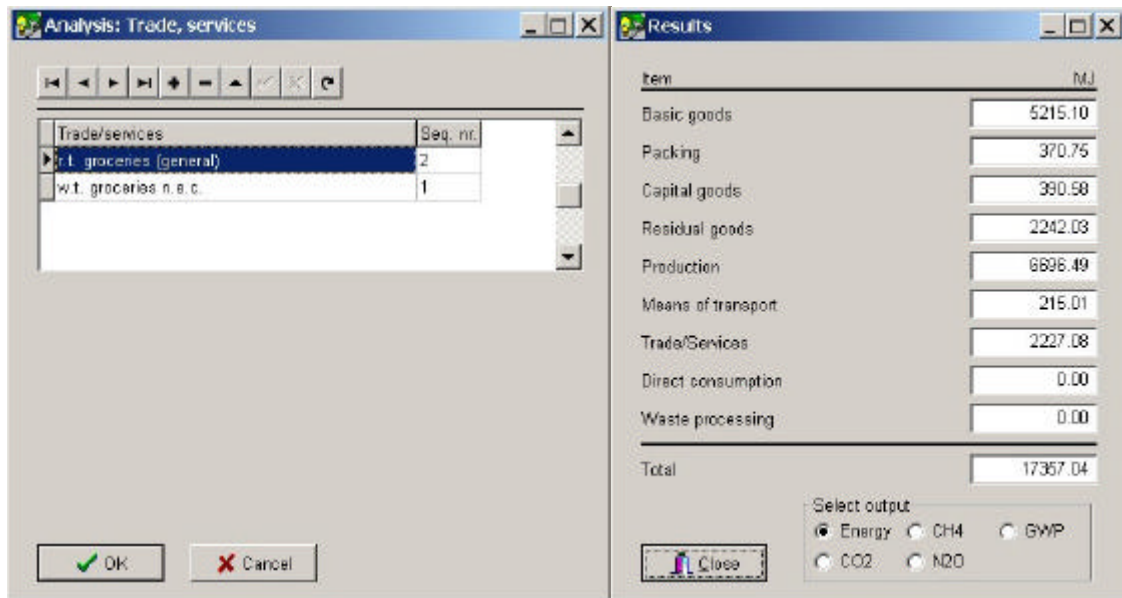 Analysis: Trade, services
Trade/services Seq. nr.
r.t. groceries (general) 2
w.t. groceries n.e.c. 1
OK Cancel
Results
Item MJ
Basic goods 5215.10
Packing 370.75
Capital goods 390.58
Residual goods 2242.03
Production 6696.49
Means of transport 215.01
Trade/Services 2227.08
Direct consumption 0.00
Waste processing 0.00
Total 17357.04
Select output
Energy CH4 GWP
CO2 N2O
Close